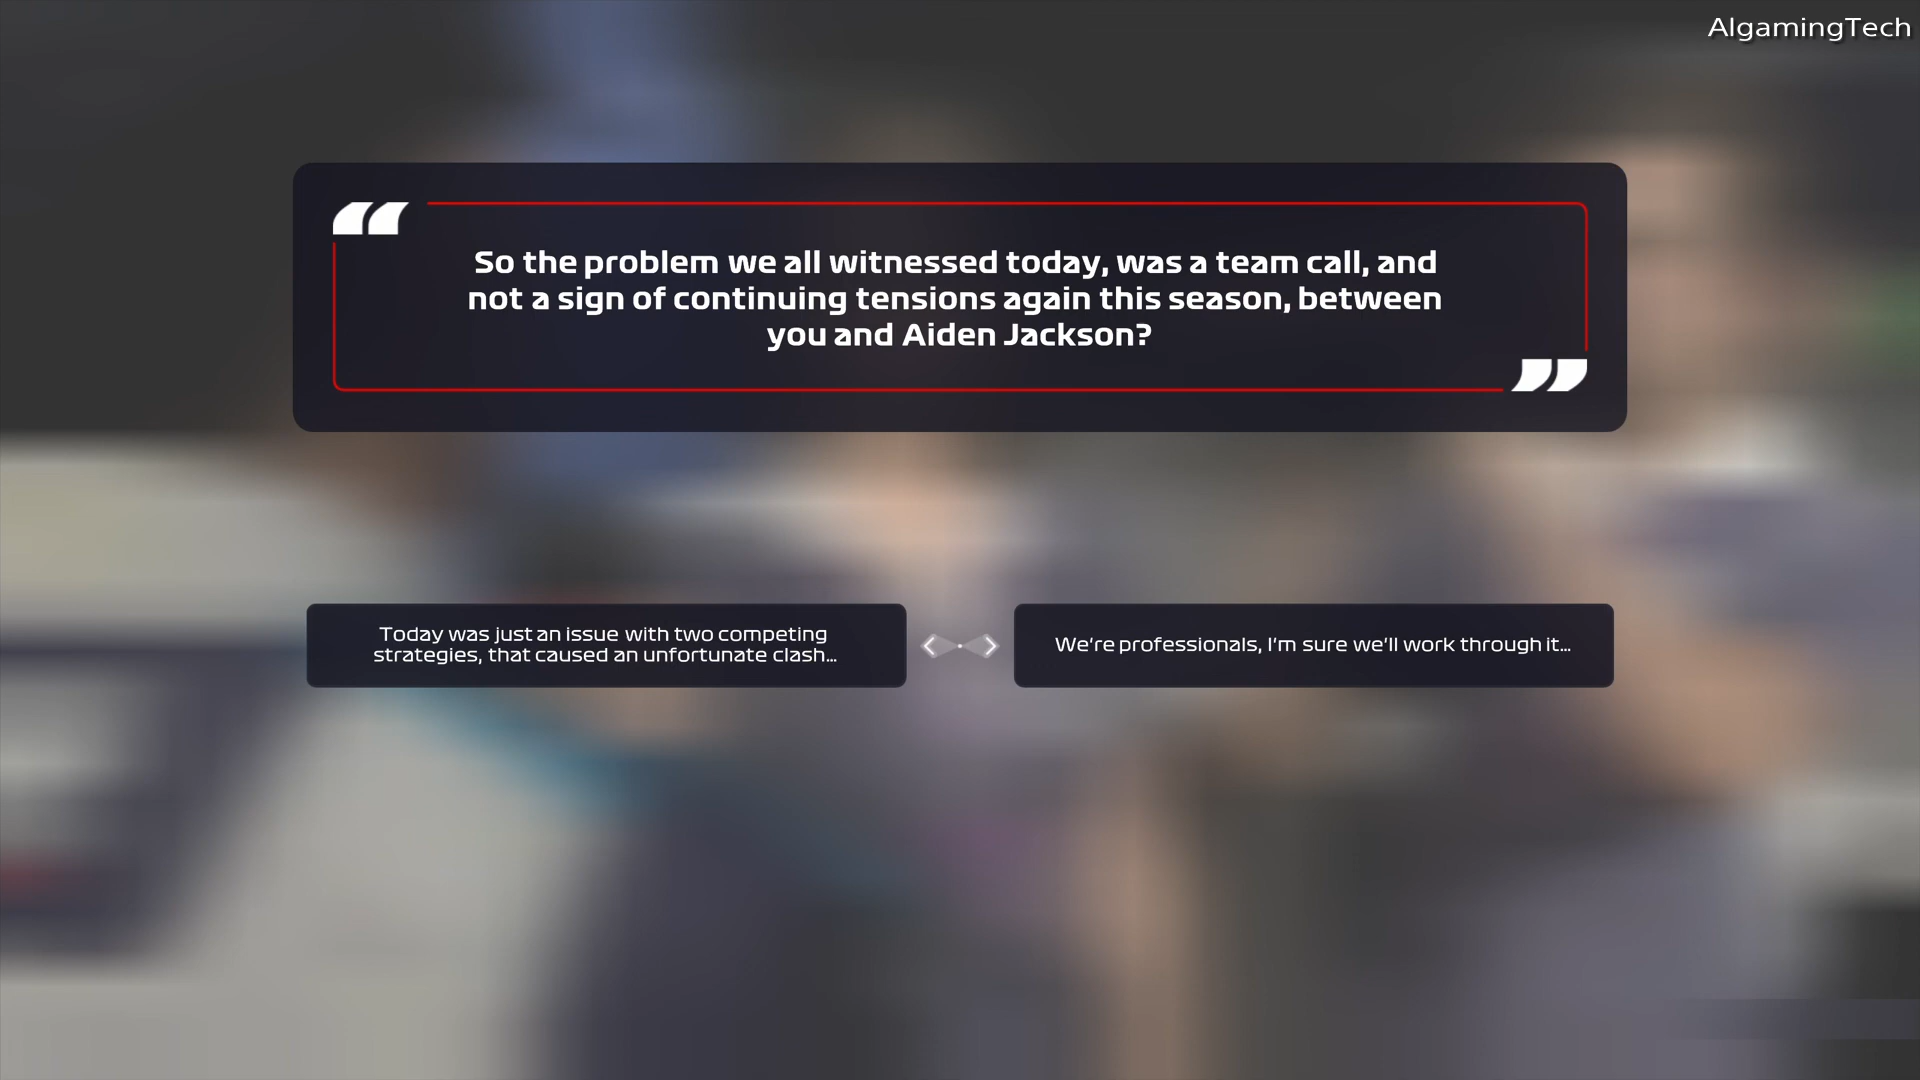 AlgamingTech
“
So the problem we all witnessed today, was a team call, and
not a sign of continuing tensions again this season, between
you and Aiden Jackson?
”
Today was just an issue with two competing
strategies, that caused an unfortunate clash...
We're professionals, I'm sure we'll work through it...